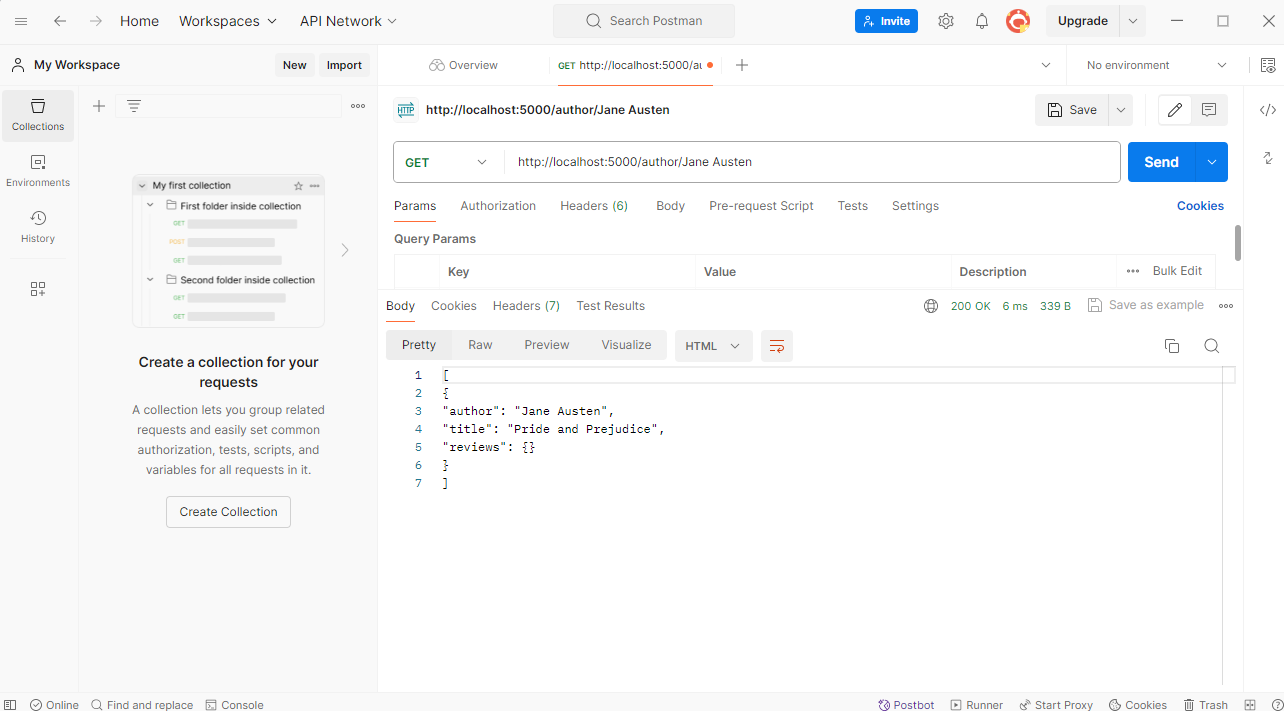 Home Workspaces API Network Search Postman Invite Upgrade
My Workspace New Import Overview GET http://localhost:5000/au No environment
Collections
Environments
History
My first collection
First folder inside collection
GET
POST
GET
Second folder inside collection
GET
GET
Create a collection for your
requests
A collection lets you group related
requests and easily set common
authorization, tests, scripts, and
variables for all requests in it.
Create Collection
HTTP http://localhost:5000/author/Jane Austen Save
GET http://localhost:5000/author/Jane Austen Send
Params Authorization Headers (6) Body Pre-request Script Tests Settings Cookies
Query Params
Key Value Description Bulk Edit
Body Cookies Headers (7) Test Results 200 OK 6 ms 339 B Save as example
Pretty Raw Preview Visualize HTML
1 [
2 {
3 "author": "Jane Austen",
4 "title": "Pride and Prejudice",
5 "reviews": {}
6 }
7 ]
Online Find and replace Console Postbot Runner Start Proxy Cookies Trash